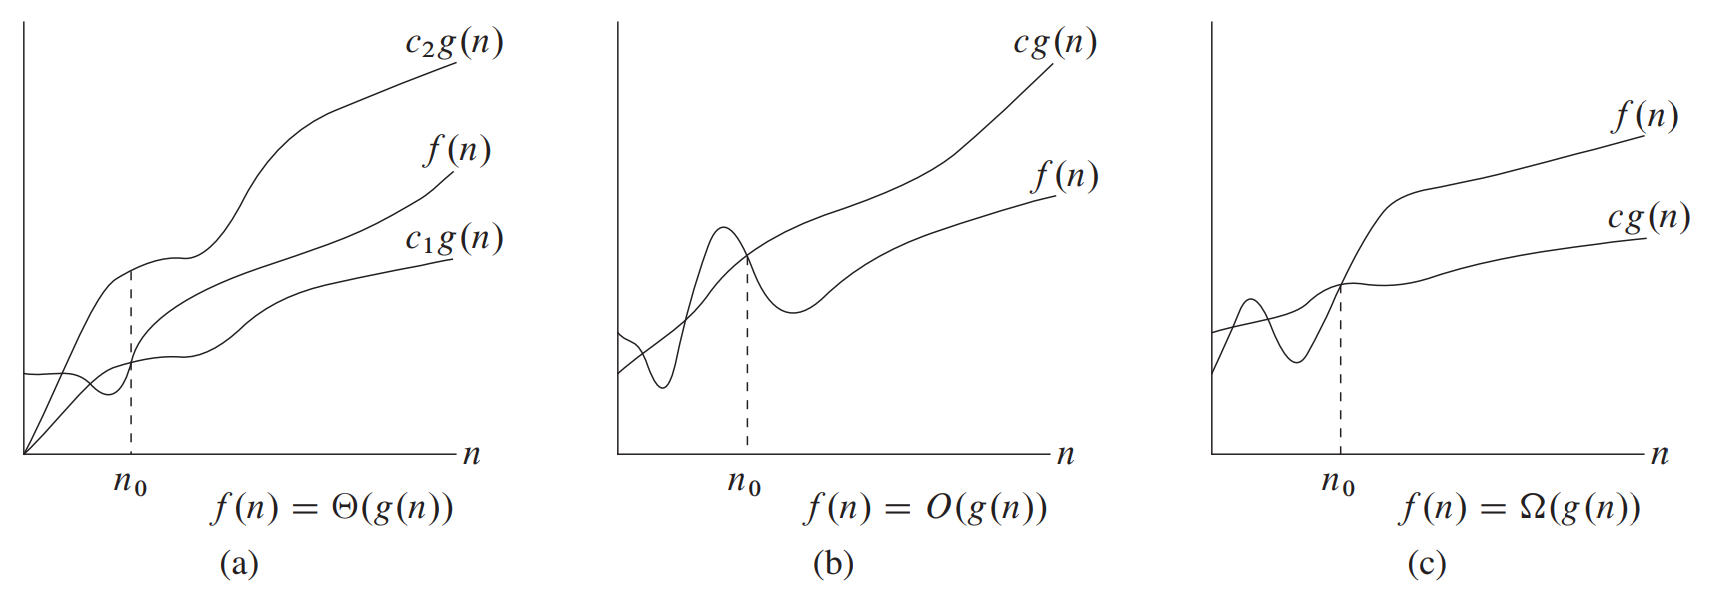 c₂g(n)
f(n)
c₁g(n)
n
n₀
f(n) = Θ(g(n))
(a)
cg(n)
f(n)
n
n₀
f(n) = O(g(n))
(b)
f(n)
cg(n)
n
n₀
f(n) = Ω(g(n))
(c)